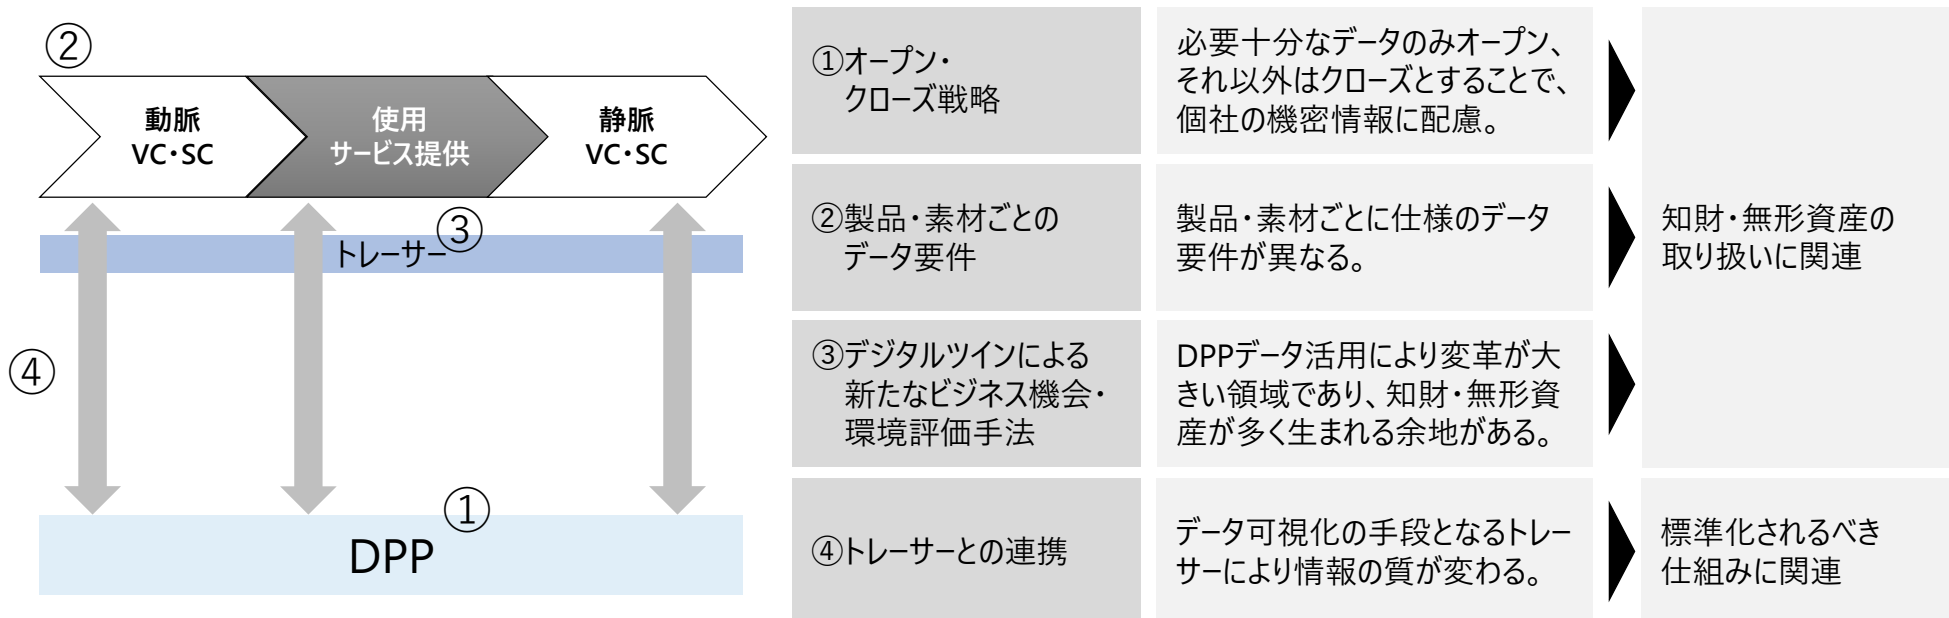 ②
動脈
VC・SC
使用
サービス提供
静脈
VC・SC
③
トレーサー
④
①
DPP
①オープン・
クローズ戦略
必要十分なデータのみオープン、
それ以外はクローズとすることで、
個社の機密情報に配慮。
②製品・素材ごとの
データ要件
製品・素材ごとに仕様のデータ
要件が異なる。
③デジタルツインによる
新たなビジネス機会・
環境評価手法
DPPデータ活用により変革が大
きい領域であり、知財・無形資
産が多く生まれる余地がある。
知財・無形資産の
取り扱いに関連
④トレーサーとの連携
データ可視化の手段となるトレー
サーにより情報の質が変わる。
標準化されるべき
仕組みに関連